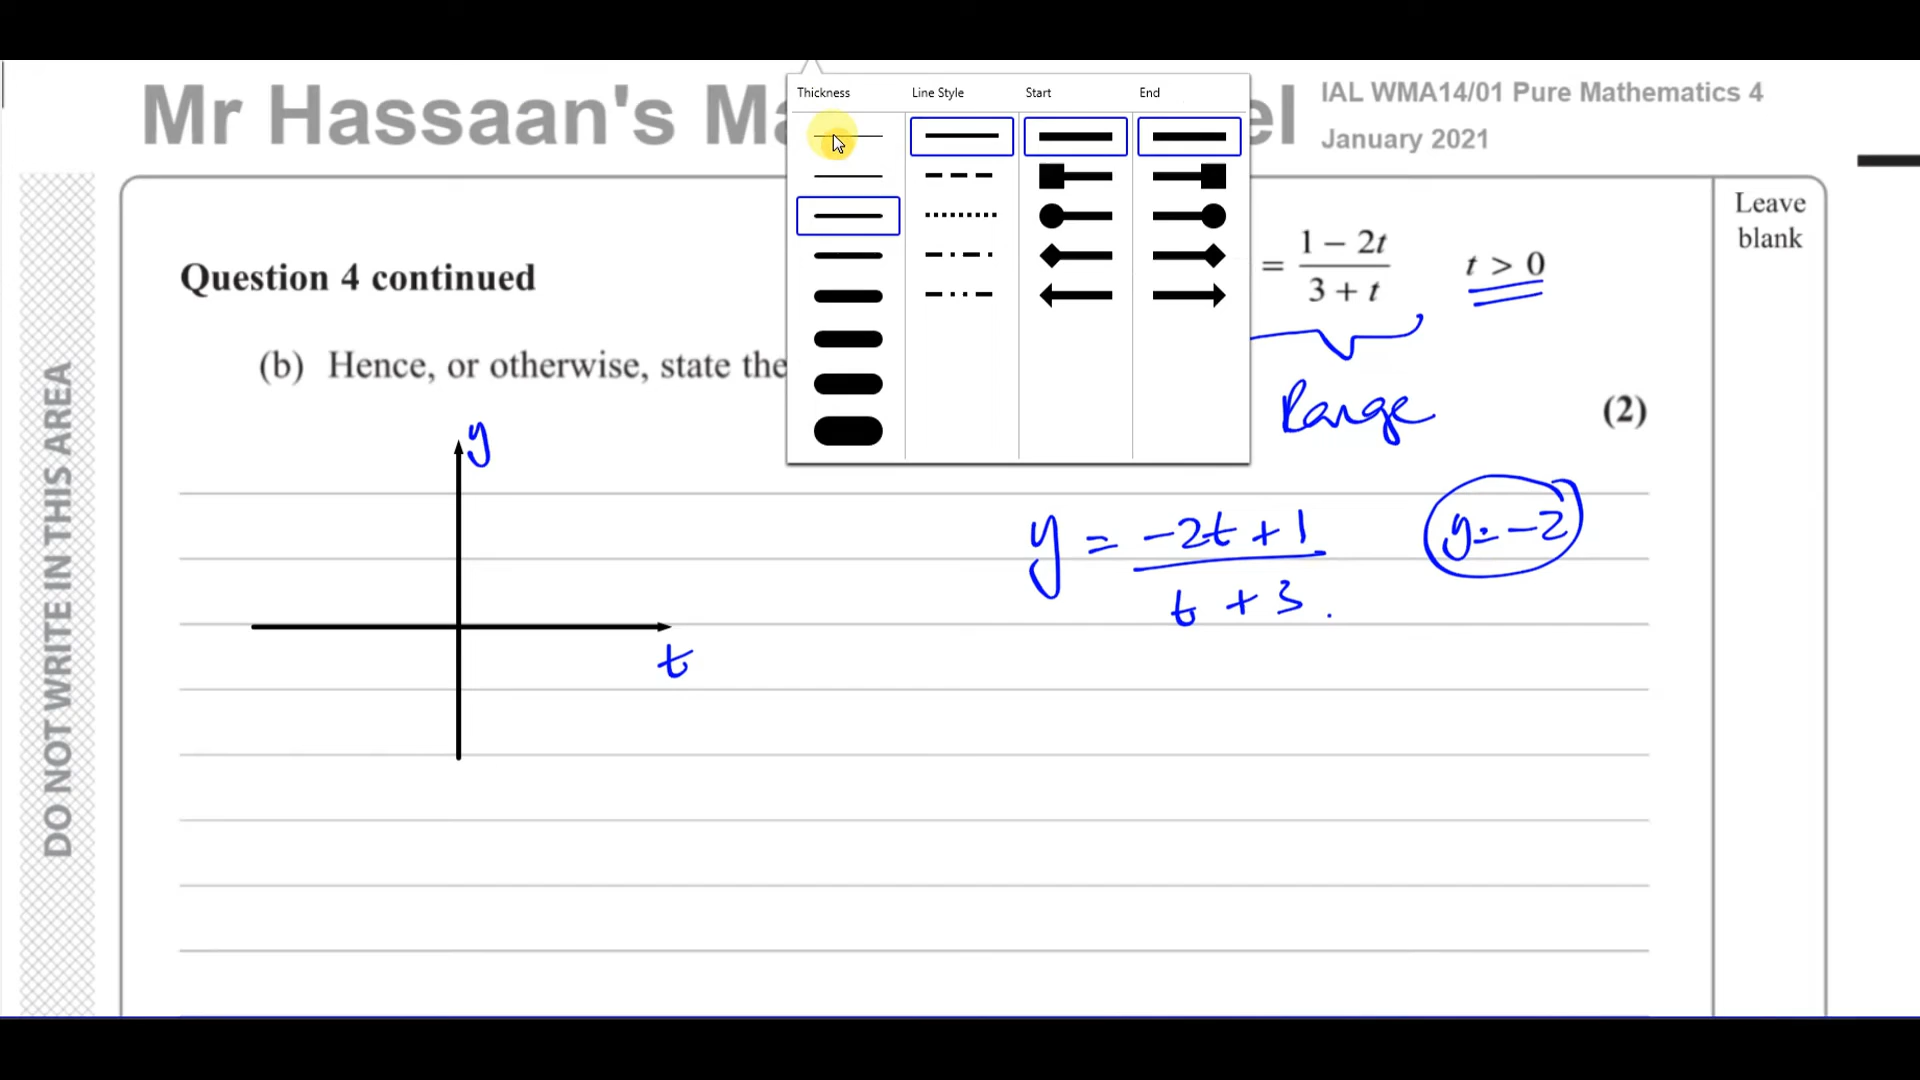 Mr Hassaan's Ma
el
IAL WMA14/01 Pure Mathematics 4
January 2021
Thickness Line Style Start End
Leave
blank
Question 4 continued
= \frac{1 − 2t}{3 + t} t > 0
(b) Hence, or otherwise, state the
Range
(2)
y
y = \frac{-2t + 1}{t + 3}.
y = -2
t
DO NOT WRITE IN THIS AREA